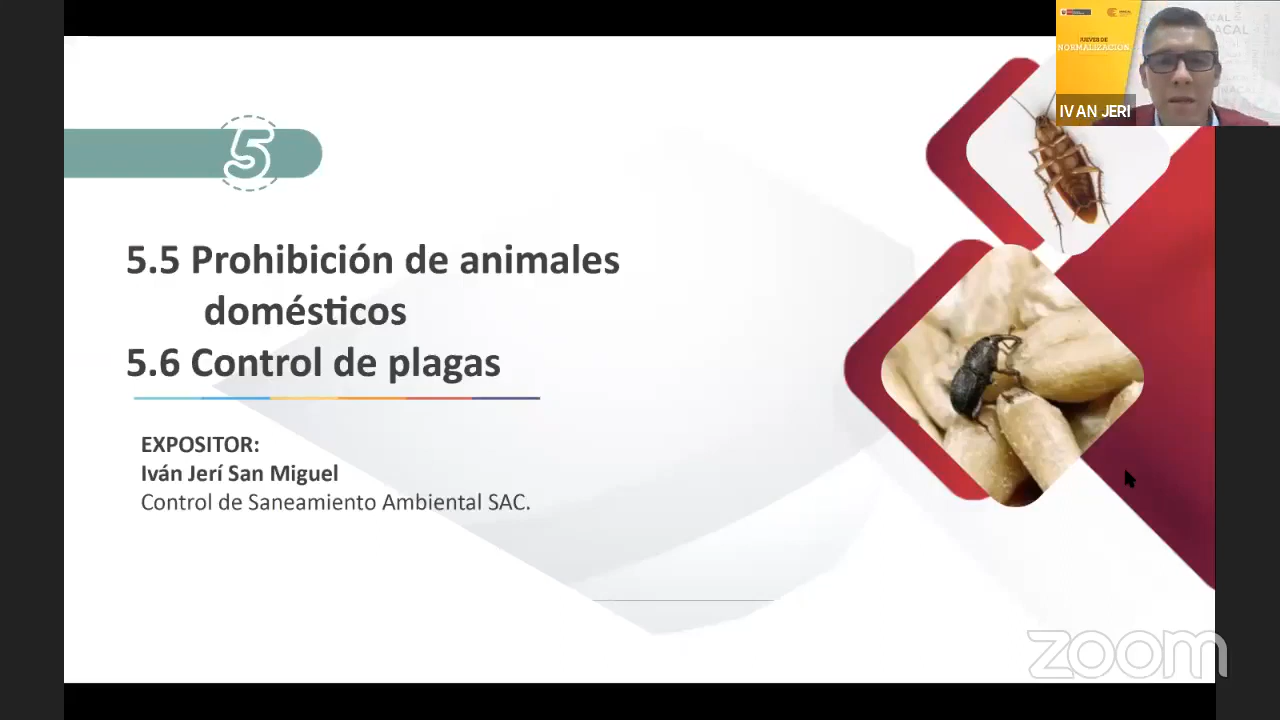 JUEVES DE
NORMALIZACIÓN
IVAN JERI
5
5.5 Prohibición de animales
domésticos
5.6 Control de plagas
EXPOSITOR:
Iván Jerí San Miguel
Control de Saneamiento Ambiental SAC.
zoom